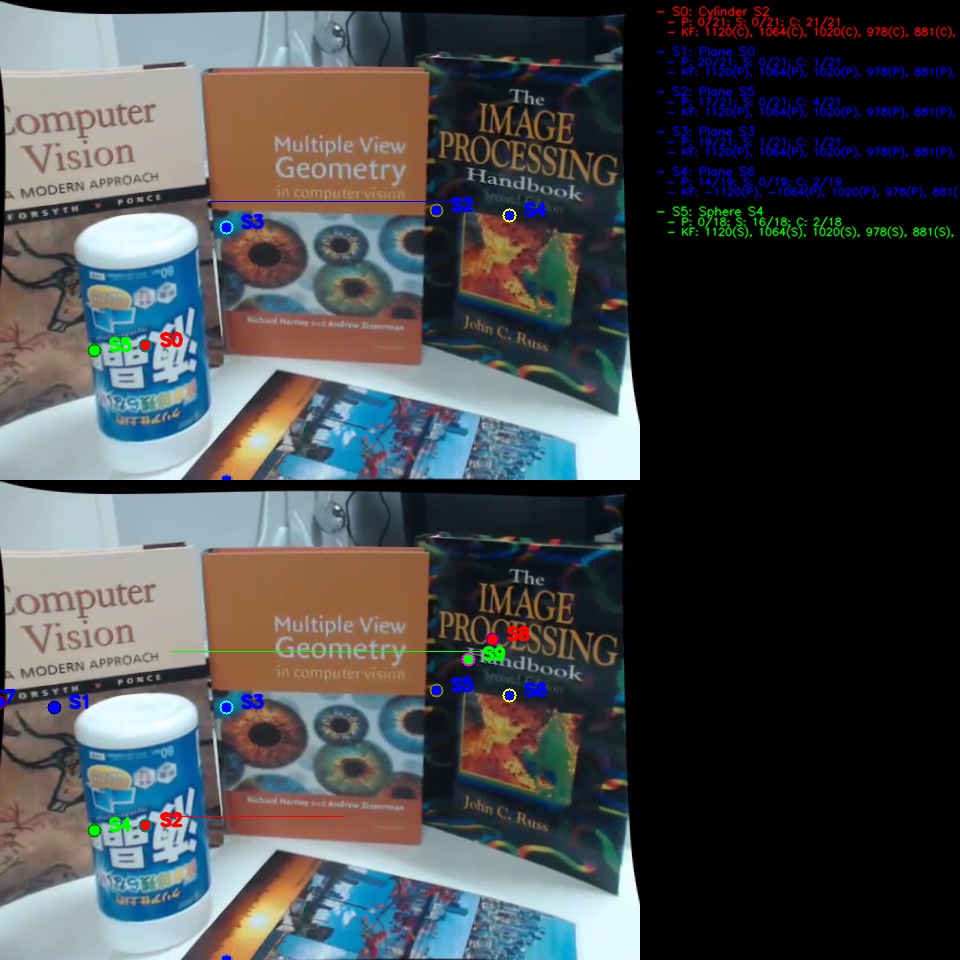 - S0: Cylinder S2
- P: 0/21; S: 0/21; C: 21/21
- KF: 1120(C), 1064(C), 1020(C), 978(C), 881(C),
- S1: Plane S0
- P: 20/21; S: 0/21; C: 1/21
- KF: 1120(P), 1064(P), 1020(P), 978(P), 881(P),
- S2: Plane S5
- P: 17/21; S: 0/21; C: 4/21
- KF: 1120(P), 1064(P), 1020(P), 978(P), 881(P),
- S3: Plane S3
- P: 19/21; S: 1/21; C: 1/21
- KF: 1120(P), 1064(P), 1020(P), 978(P), 881(P),
- S4: Plane S6
- P: 14/19; S: 0/19; C: 2/19
- KF: -1120(P), -1064(P), 1020(P), 978(P), 881(
- S5: Sphere S4
- P: 0/18; S: 16/18; C: 2/18
- KF: 1120(S), 1064(S), 1020(S), 978(S), 881(S),
Computer
Vision
A MODERN APPROACH
FORSYTH PONCE
Multiple View
Geometry
in computer vision
Richard Hartley and Andrew Zisserman
The
IMAGE
PROCESSING
Handbook
John C. Russ
S2
S4
S3
S5
S0
液晶
Computer
Vision
A MODERN APPROACH
FORSYTH PONCE
Multiple View
Geometry
in computer vision
Richard Hartley and Andrew Zisserman
The
IMAGE
PROCESSING
Handbook
John C. Russ
S8
S9
S5
S6
S7
S1
S3
S4
S2
液晶